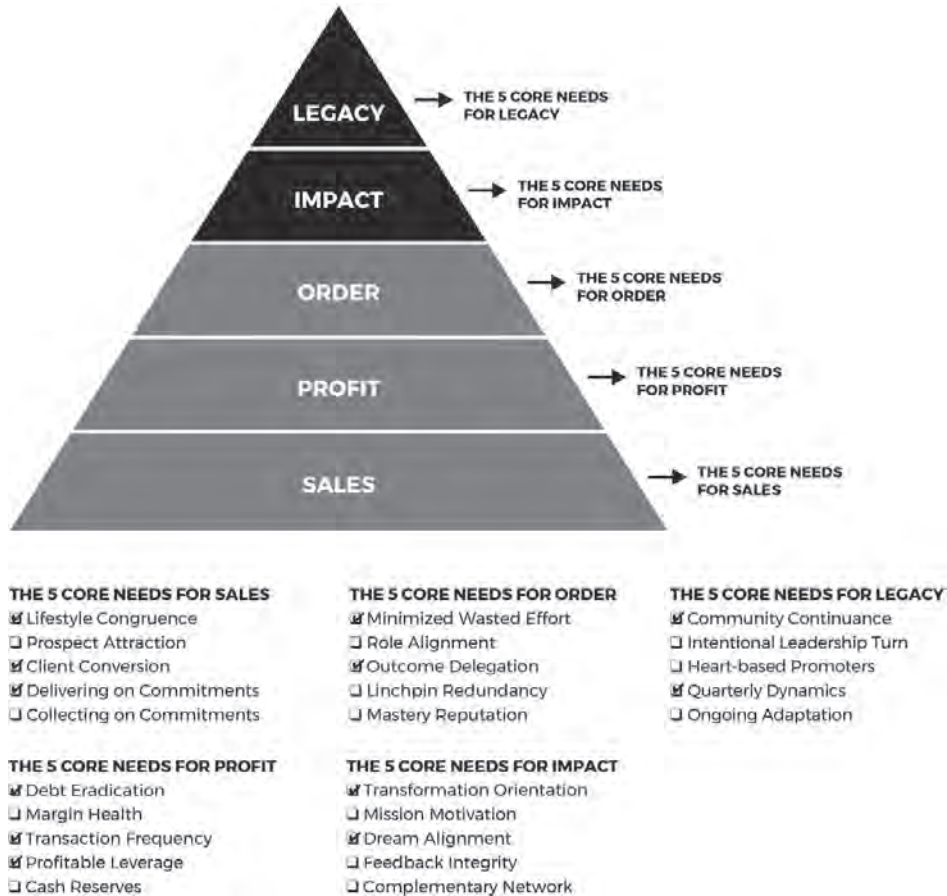 LEGACY
THE 5 CORE NEEDS
FOR LEGACY
IMPACT
THE 5 CORE NEEDS
FOR IMPACT
ORDER
THE 5 CORE NEEDS
FOR ORDER
PROFIT
THE 5 CORE NEEDS
FOR PROFIT
SALES
THE 5 CORE NEEDS
FOR SALES
THE 5 CORE NEEDS FOR SALES
☑ Lifestyle Congruence
☐ Prospect Attraction
☑ Client Conversion
☑ Delivering on Commitments
☐ Collecting on Commitments
THE 5 CORE NEEDS FOR ORDER
☑ Minimized Wasted Effort
☐ Role Alignment
☑ Outcome Delegation
☐ Linchpin Redundancy
☐ Mastery Reputation
THE 5 CORE NEEDS FOR LEGACY
☑ Community Continuance
☐ Intentional Leadership Turn
☐ Heart-based Promoters
☑ Quarterly Dynamics
☐ Ongoing Adaptation
THE 5 CORE NEEDS FOR PROFIT
☑ Debt Eradication
☐ Margin Health
☑ Transaction Frequency
☑ Profitable Leverage
☐ Cash Reserves
THE 5 CORE NEEDS FOR IMPACT
☑ Transformation Orientation
☐ Mission Motivation
☑ Dream Alignment
☐ Feedback Integrity
☐ Complementary Network